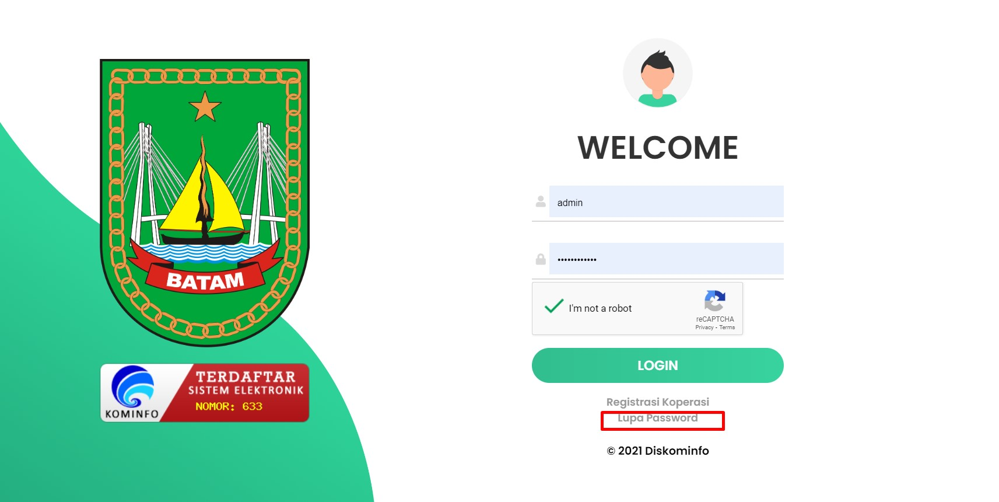 BATAM
KOMINFO
TERDAFTAR
SISTEM ELEKTRONIK
NOMOR: 633
WELCOME
admin
••••••••••••
I'm not a robot
reCAPTCHA
Privacy - Terms
LOGIN
Registrasi Koperasi
Lupa Password
© 2021 Diskominfo